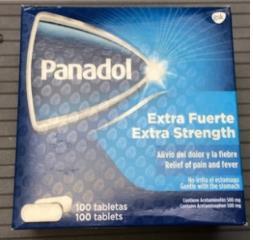 gsk
Panadol
Extra Fuerte
Extra Strength
Alivio del dolor y la fiebre
Relief of pain and fever
No irrita el estómago
Gentle with the stomach
100 tabletas
100 tablets
Contiene Acetaminofén 500 mg
Contains Acetaminophen 500 mg